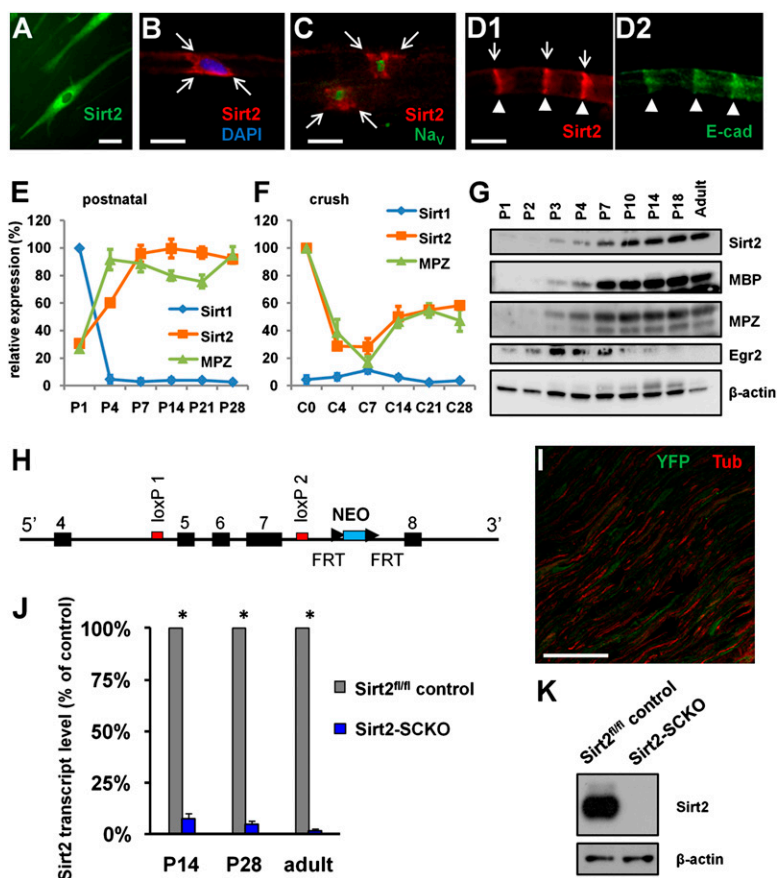 A
Sirt2
B
Sirt2
DAPI
C
Sirt2
NaV
D1
Sirt2
D2
E-cad
E
postnatal
relative expression (%)
120
100
80
60
40
20
0
Sirt1
Sirt2
MPZ
P1 P4 P7 P14 P21 P28
F
crush
120
100
80
60
40
20
0
Sirt1
Sirt2
MPZ
C0 C4 C7 C14 C21 C28
G
P1 P2 P3 P4 P7 P10 P14 P18 Adult
Sirt2
MBP
MPZ
Egr2
β-actin
H
5’ 4 loxP 1 5 6 7 loxP 2 NEO 8 3’
FRT FRT
I
YFP Tub
J
Sirt2 transcript level (% of control)
100%
75%
50%
25%
0%
* * *
Sirt2fl/fl control
Sirt2-SCKO
P14 P28 adult
K
Sirt2fl/fl control
Sirt2-SCKO
Sirt2
β-actin